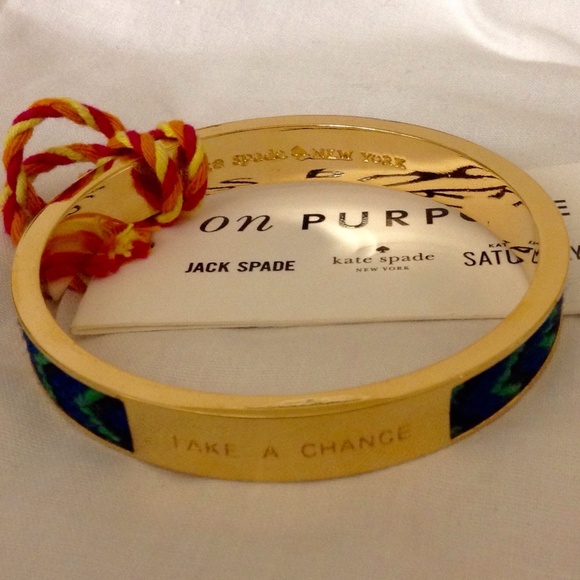 spade NEW YORK
on PURPO E
JACK SPADE
kate spade
NEW YORK
TAKE A CHANCE